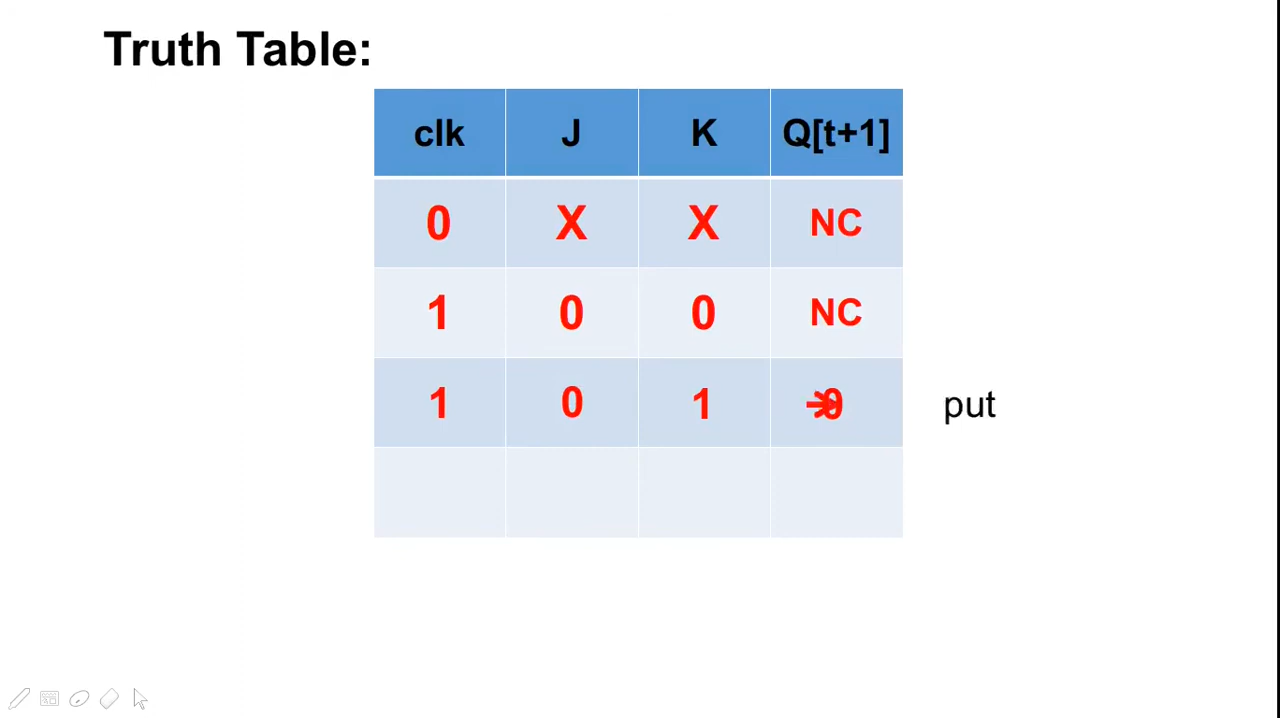 Truth Table:
clk J K Q[t+1]
0 X X NC
1 0 0 NC
1 0 1 0 put